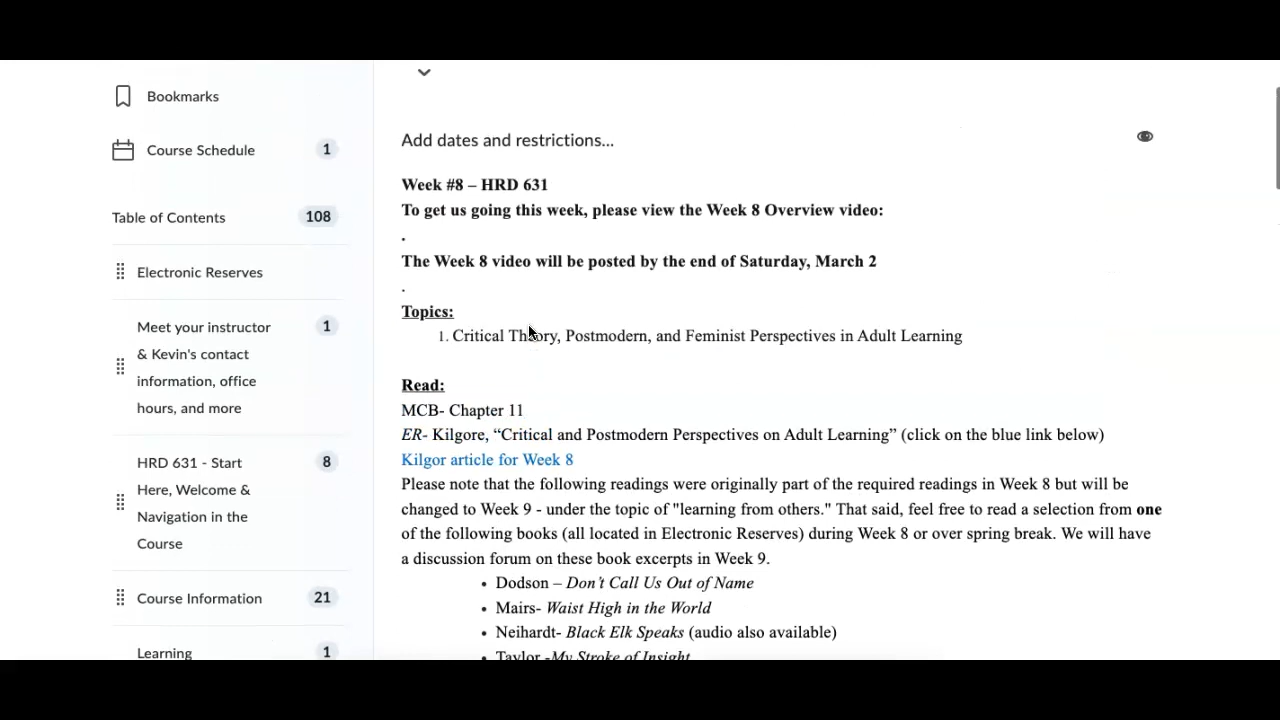 Bookmarks
Course Schedule
1
Table of Contents
108
Electronic Reserves
Meet your instructor
1
& Kevin's contact
information, office
hours, and more
HRD 631 - Start
8
Here, Welcome &
Navigation in the
Course
Course Information
21
Learning
1
Add dates and restrictions...
Week #8 – HRD 631
To get us going this week, please view the Week 8 Overview video:
.
The Week 8 video will be posted by the end of Saturday, March 2
.
Topics:
1. Critical Theory, Postmodern, and Feminist Perspectives in Adult Learning
Read:
MCB- Chapter 11
ER- Kilgore, “Critical and Postmodern Perspectives on Adult Learning” (click on the blue link below)
Kilgor article for Week 8
Please note that the following readings were originally part of the required readings in Week 8 but will be
changed to Week 9 - under the topic of "learning from others." That said, feel free to read a selection from one
of the following books (all located in Electronic Reserves) during Week 8 or over spring break. We will have
a discussion forum on these book excerpts in Week 9.
• Dodson – Don’t Call Us Out of Name
• Mairs- Waist High in the World
• Neihardt- Black Elk Speaks (audio also available)
• Taylor -My Stroke of Insight